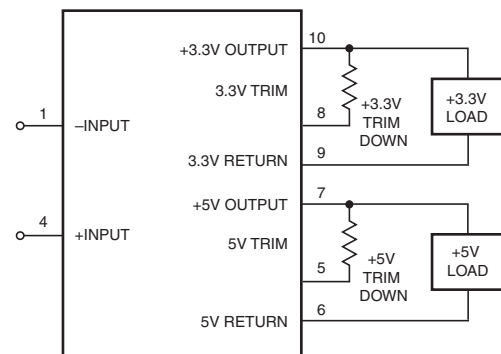 10
+3.3V OUTPUT
3.3V TRIM
8
+3.3V
TRIM
DOWN
+3.3V
LOAD
1
–INPUT
3.3V RETURN
9
+5V OUTPUT
7
4
+INPUT
5V TRIM
5
+5V
TRIM
DOWN
+5V
LOAD
5V RETURN
6